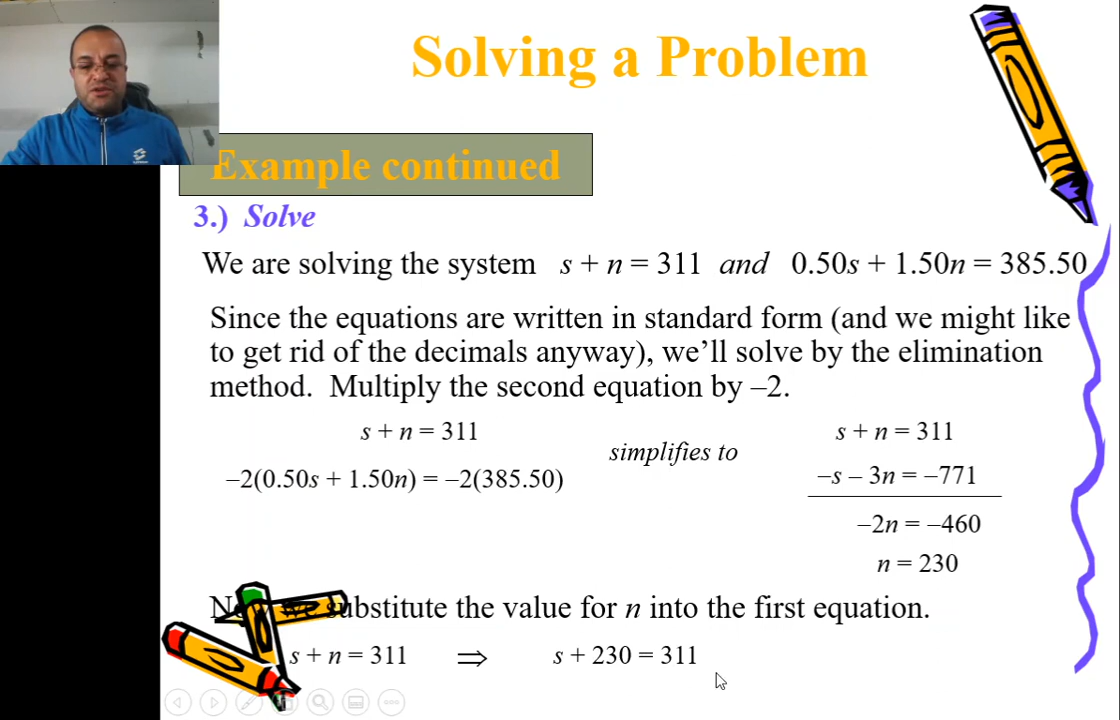 Solving a Problem
Example continued
3.) Solve
We are solving the system s + n = 311 and 0.50s + 1.50n = 385.50
Since the equations are written in standard form (and we might like
to get rid of the decimals anyway), we’ll solve by the elimination
method. Multiply the second equation by –2.
s + n = 311
–2(0.50s + 1.50n) = –2(385.50)
simplifies to
s + n = 311
–s – 3n = –771
–2n = –460
n = 230
Now we substitute the value for n into the first equation.
s + n = 311 ⇒ s + 230 = 311